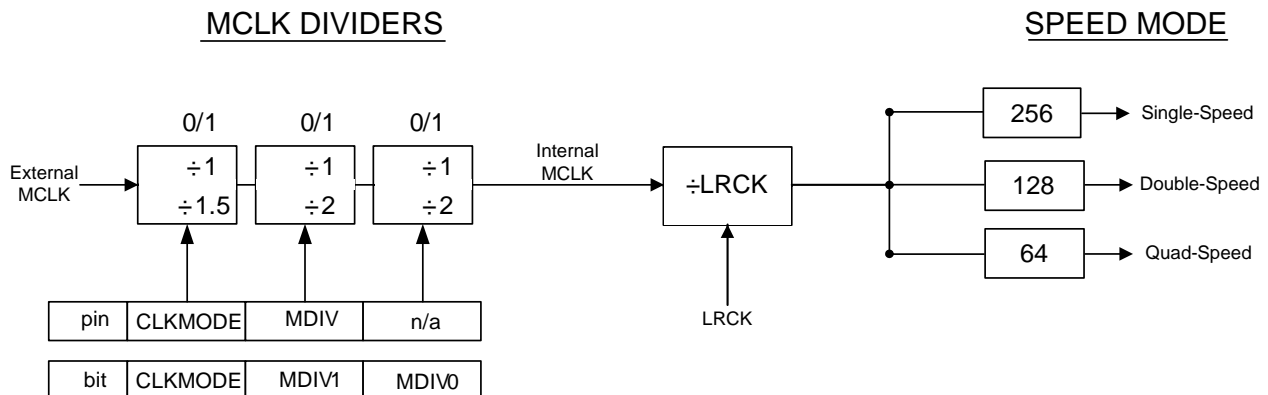 MCLK DIVIDERS
SPEED MODE
0/1 0/1 0/1
External
MCLK
÷1
÷1.5
÷1
÷2
÷1
÷2
Internal
MCLK
÷LRCK
LRCK
256
Single-Speed
128
Double-Speed
64
Quad-Speed
pin CLKMODE MDIV n/a
bit CLKMODE MDIV1 MDIV0